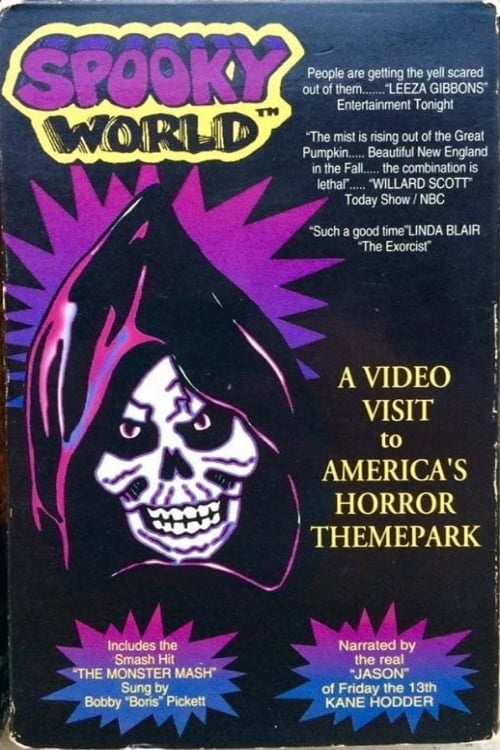 SPOOKY
WORLD™
People are getting the yell scared
out of them.......“LEEZA GIBBONS”
Entertainment Tonight
“The mist is rising out of the Great
Pumpkin..... Beautiful New England
in the Fall..... the combination is
lethal”..... “WILLARD SCOTT”
Today Show / NBC
“Such a good time”LINDA BLAIR
“The Exorcist”
A VIDEO
VISIT
to
AMERICA'S
HORROR
THEMEPARK
Includes the
Smash Hit
“THE MONSTER MASH”
Sung by
Bobby “Boris” Pickett
Narrated by
the real
“JASON”
of Friday the 13th
KANE HODDER